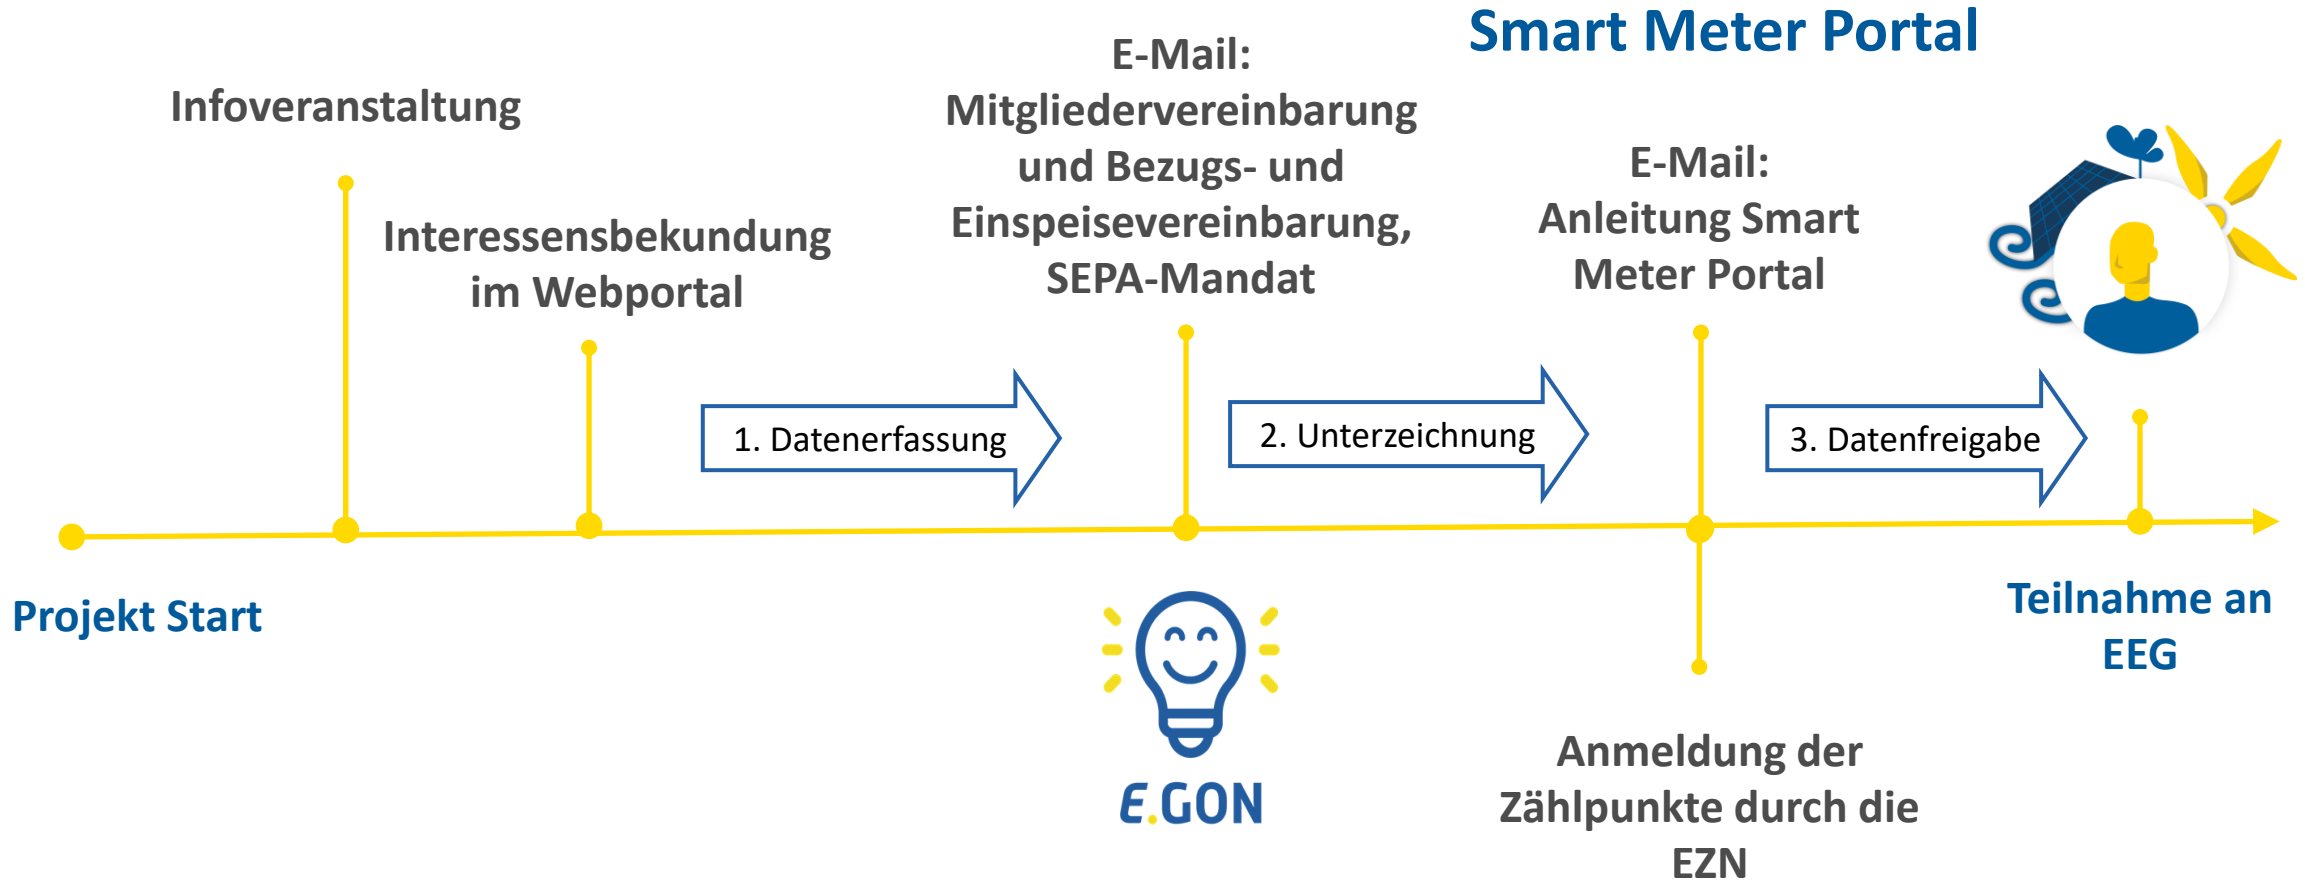 Smart Meter Portal
Infoveranstaltung
Interessensbekundung
im Webportal
E-Mail:
Mitgliedervereinbarung
und Bezugs- und
Einspeisevereinbarung,
SEPA-Mandat
E-Mail:
Anleitung Smart
Meter Portal
1. Datenerfassung
2. Unterzeichnung
3. Datenfreigabe
Projekt Start
E.GON
Anmeldung der
Zählpunkte durch die
EZN
Teilnahme an
EEG